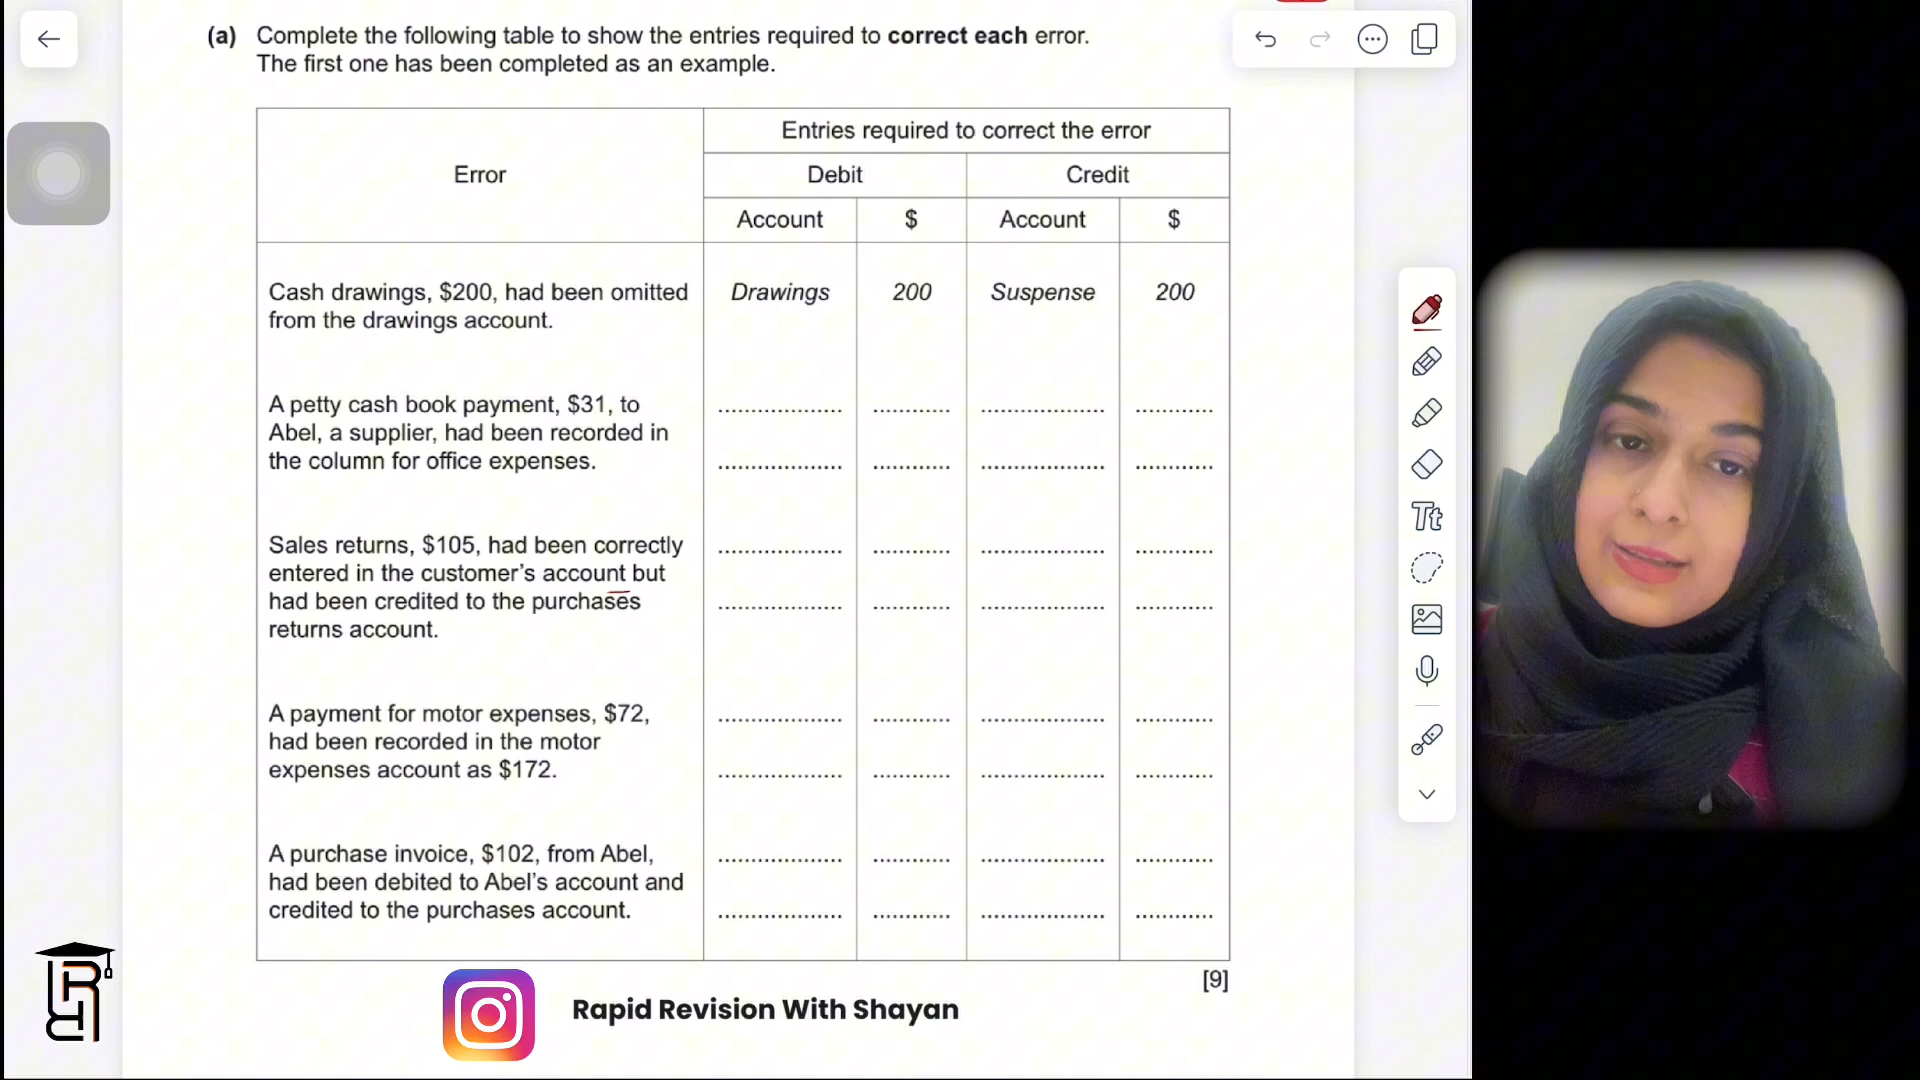 (a) Complete the following table to show the entries required to correct each error.
The first one has been completed as an example.
Entries required to correct the error
Error
Debit
Credit
Account
$
Account
$
Cash drawings, $200, had been omitted
from the drawings account.
Drawings
200
Suspense
200
A petty cash book payment, $31, to
Abel, a supplier, had been recorded in
the column for office expenses.
Sales returns, $105, had been correctly
entered in the customer's account but
had been credited to the purchases
returns account.
A payment for motor expenses, $72,
had been recorded in the motor
expenses account as $172.
A purchase invoice, $102, from Abel,
had been debited to Abel's account and
credited to the purchases account.
[9]
Rapid Revision With Shayan
Tt